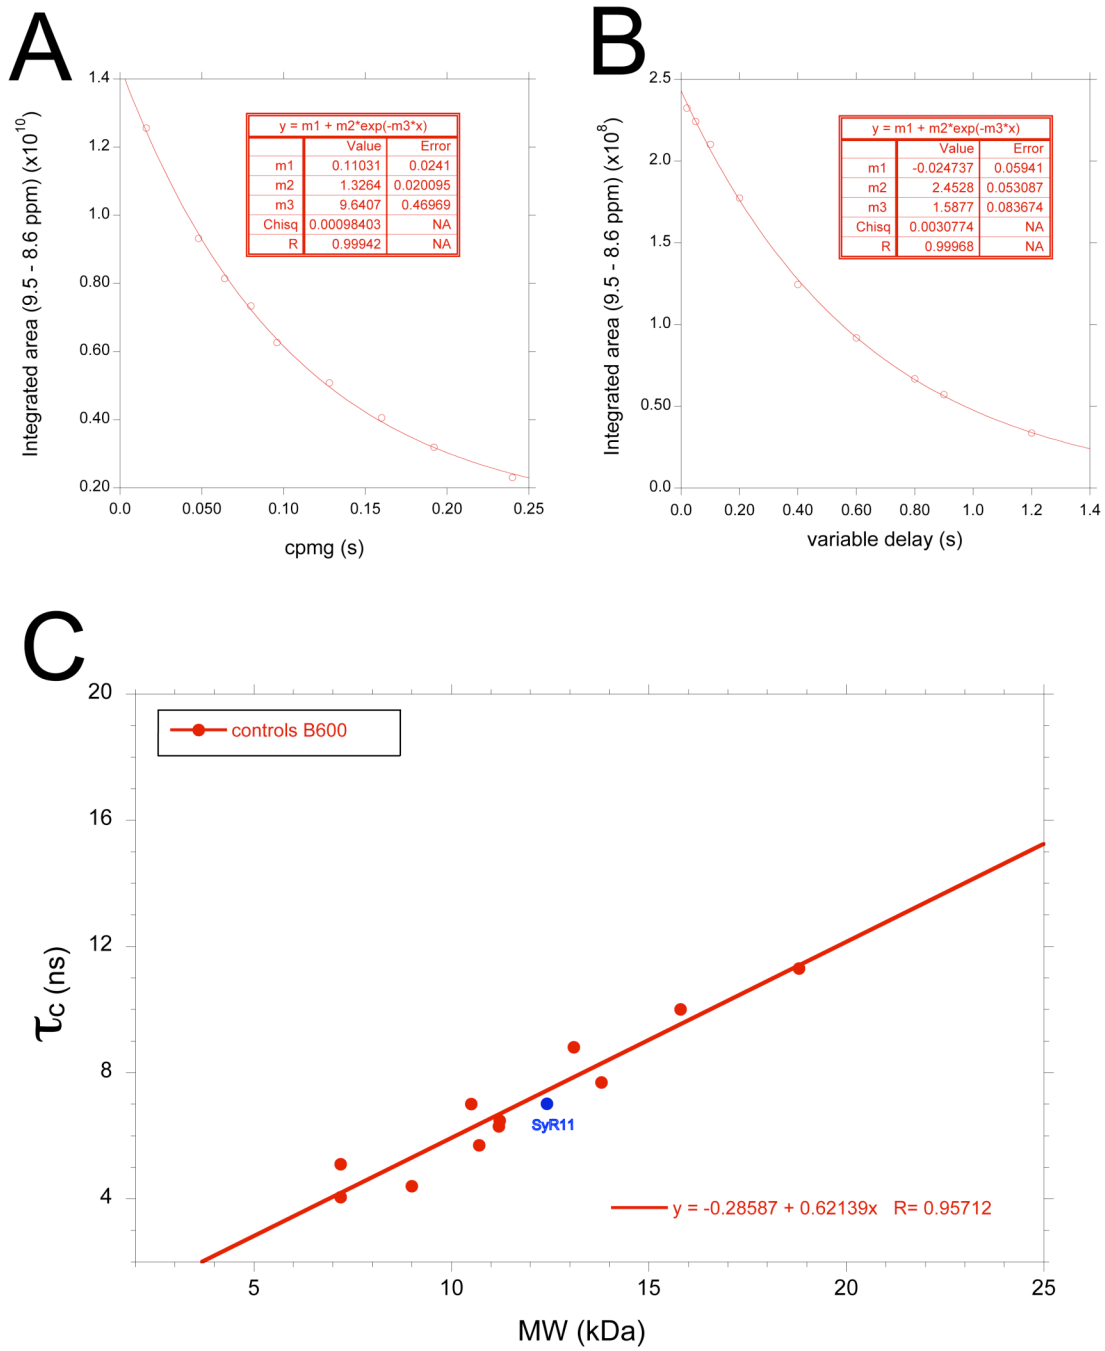 A
Integrated area (9.5 - 8.6 ppm) (x10^10)
1.4
1.2
1.0
0.80
0.60
0.40
0.20
y = m1 + m2*exp(-m3*x)
Value Error
m1 0.11031 0.0241
m2 1.3264 0.020095
m3 9.6407 0.46969
Chisq 0.00098403 NA
R 0.99942 NA
0.0 0.050 0.10 0.15 0.20 0.25
cpmg (s)
B
Integrated area (9.5 - 8.6 ppm) (x10^8)
2.5
2.0
1.5
1.0
0.50
0.0
y = m1 + m2*exp(-m3*x)
Value Error
m1 -0.024737 0.05941
m2 2.4528 0.053087
m3 1.5877 0.083674
Chisq 0.0030774 NA
R 0.99968 NA
0.0 0.20 0.40 0.60 0.80 1.0 1.2 1.4
variable delay (s)
C
τc (ns)
20
16
12
8
4
controls B600
SyR11
y = -0.28587 + 0.62139x R= 0.95712
5 10 15 20 25
MW (kDa)